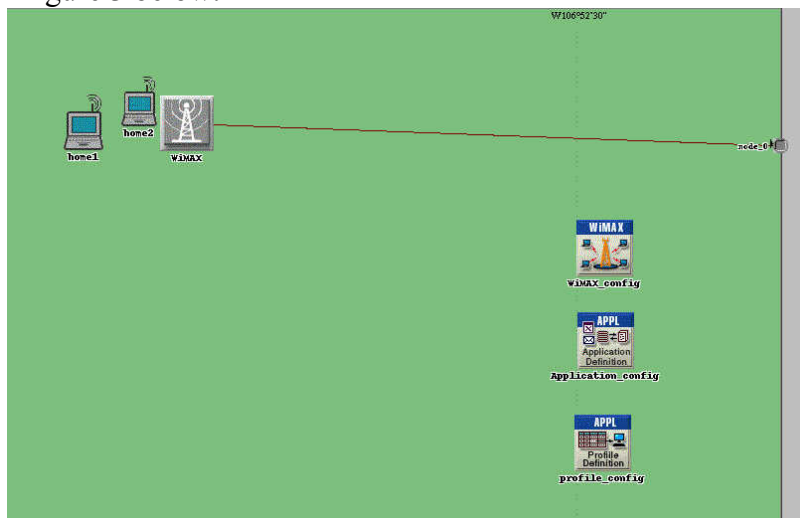 W106°52'30"
home1
home2
WiMAX
node_0
WiMAX
WiMAX_config
APPL
Application
Definition
Application_config
APPL
Profile
Definition
profile_config